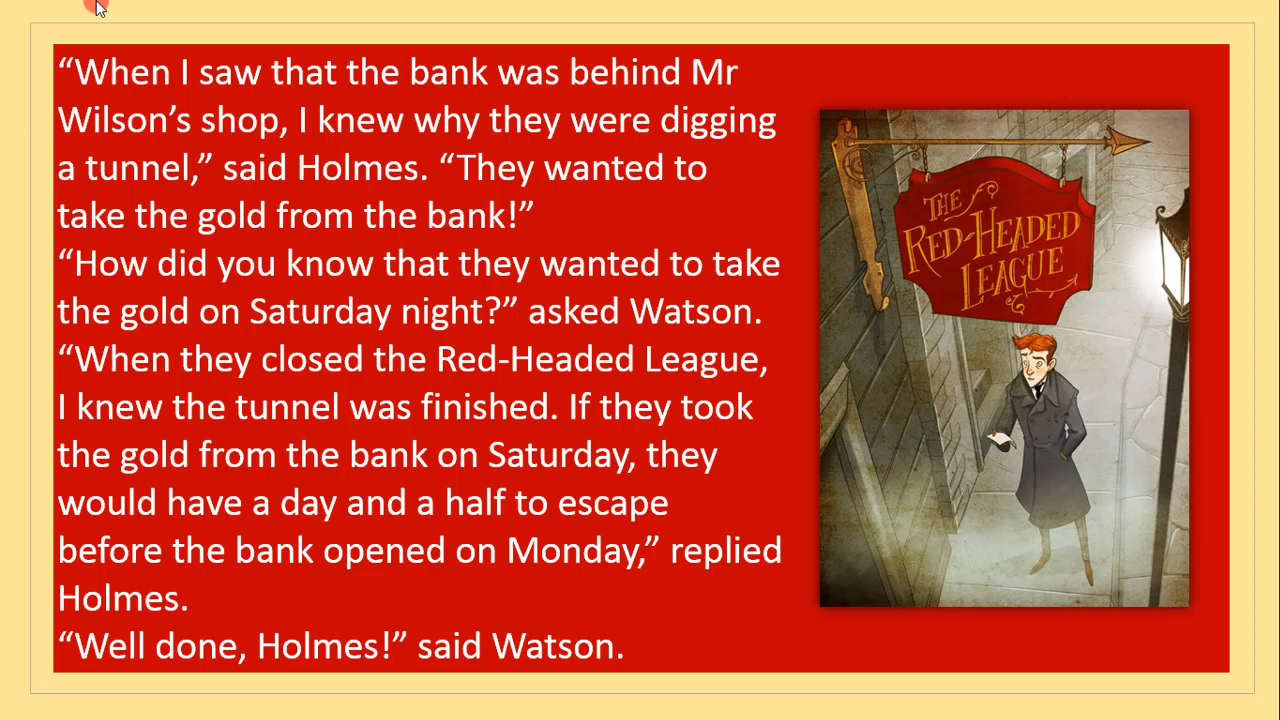 “When I saw that the bank was behind Mr
Wilson’s shop, I knew why they were digging
a tunnel,” said Holmes. “They wanted to
take the gold from the bank!”
“How did you know that they wanted to take
the gold on Saturday night?” asked Watson.
“When they closed the Red-Headed League,
I knew the tunnel was finished. If they took
the gold from the bank on Saturday, they
would have a day and a half to escape
before the bank opened on Monday,” replied
Holmes.
“Well done, Holmes!” said Watson.
THE
RED-HEADED
LEAGUE